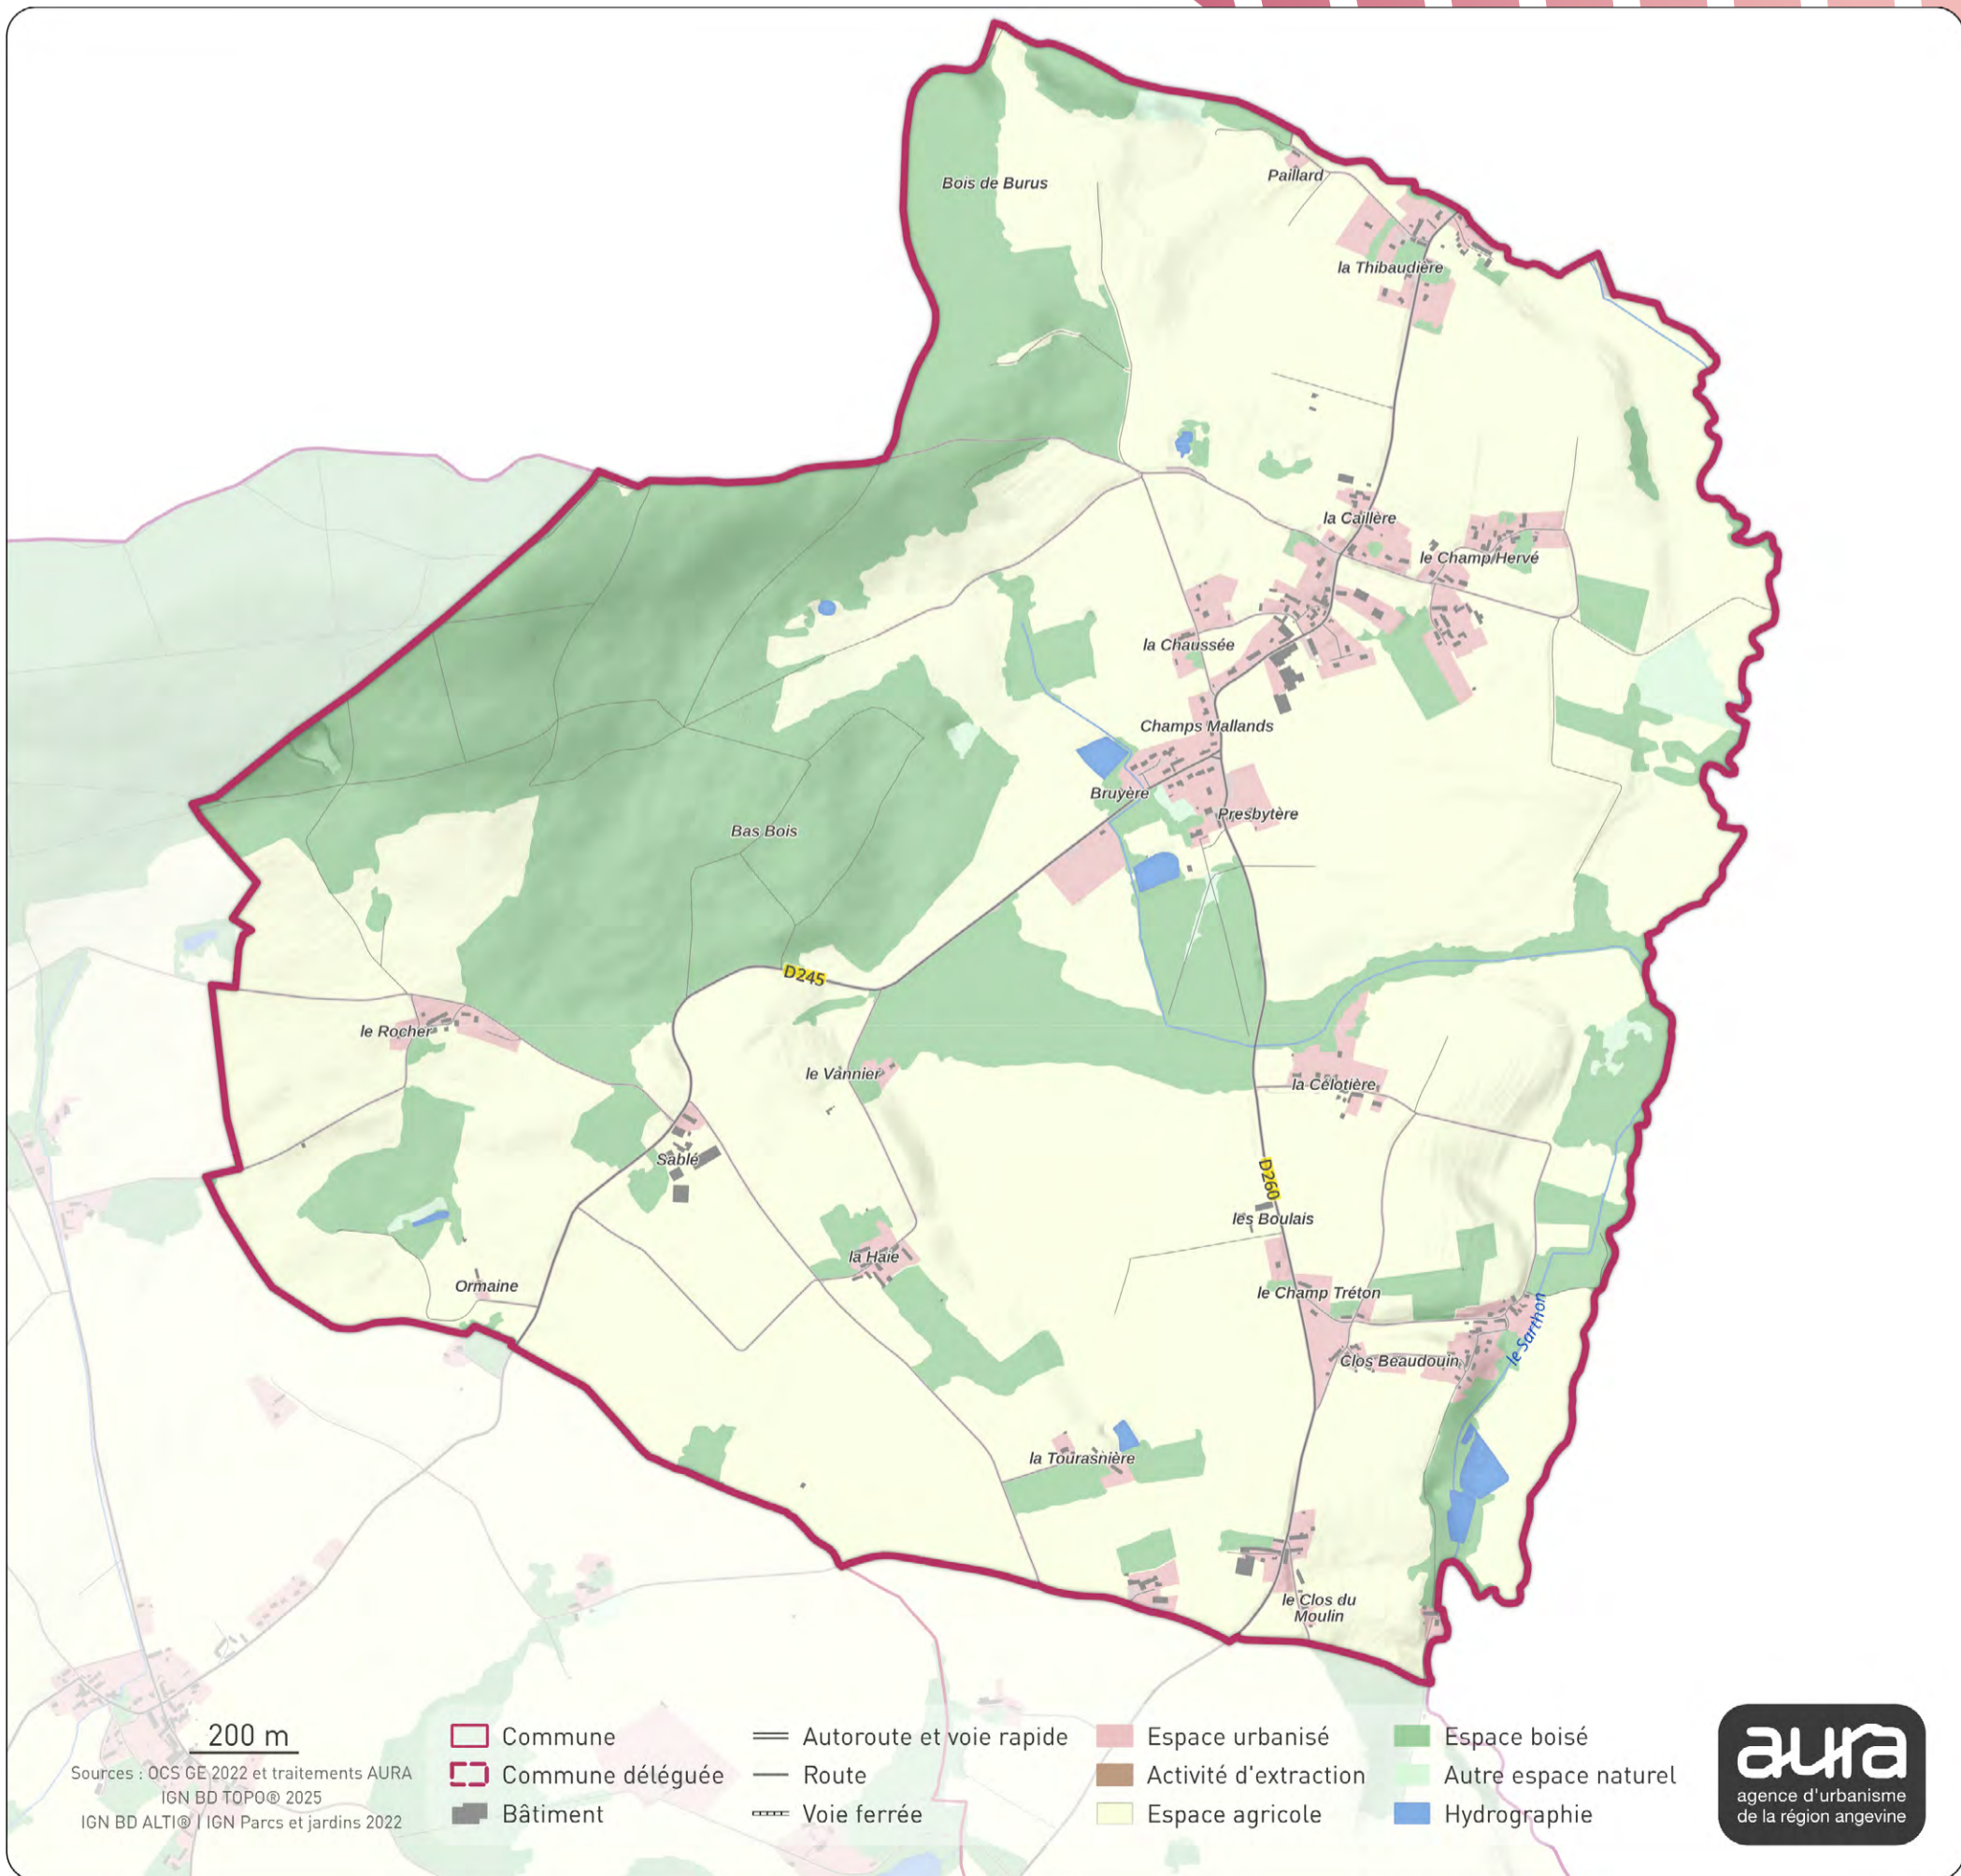 Bois de Burus
Paillard
la Thibaudière
la Caillère
le Champ Hervé
la Chaussée
Champs Mallands
Bruyère
Presbytère
Bas Bois
D245
le Rocher
le Vannier
la Célotière
Sablé
D260
les Boulais
la Haie
Ormaine
le Champ Tréton
le Sarthon
Clos Beaudouin
la Tourasnière
le Clos du
Moulin
200 m
Sources : OCS GE 2022 et traitements AURA
IGN BD TOPO® 2025
IGN BD ALTI® | IGN Parcs et jardins 2022
Commune
Commune déléguée
Bâtiment
Autoroute et voie rapide
Route
Voie ferrée
Espace urbanisé
Activité d'extraction
Espace agricole
Espace boisé
Autre espace naturel
Hydrographie
aura
agence d'urbanisme
de la région angevine